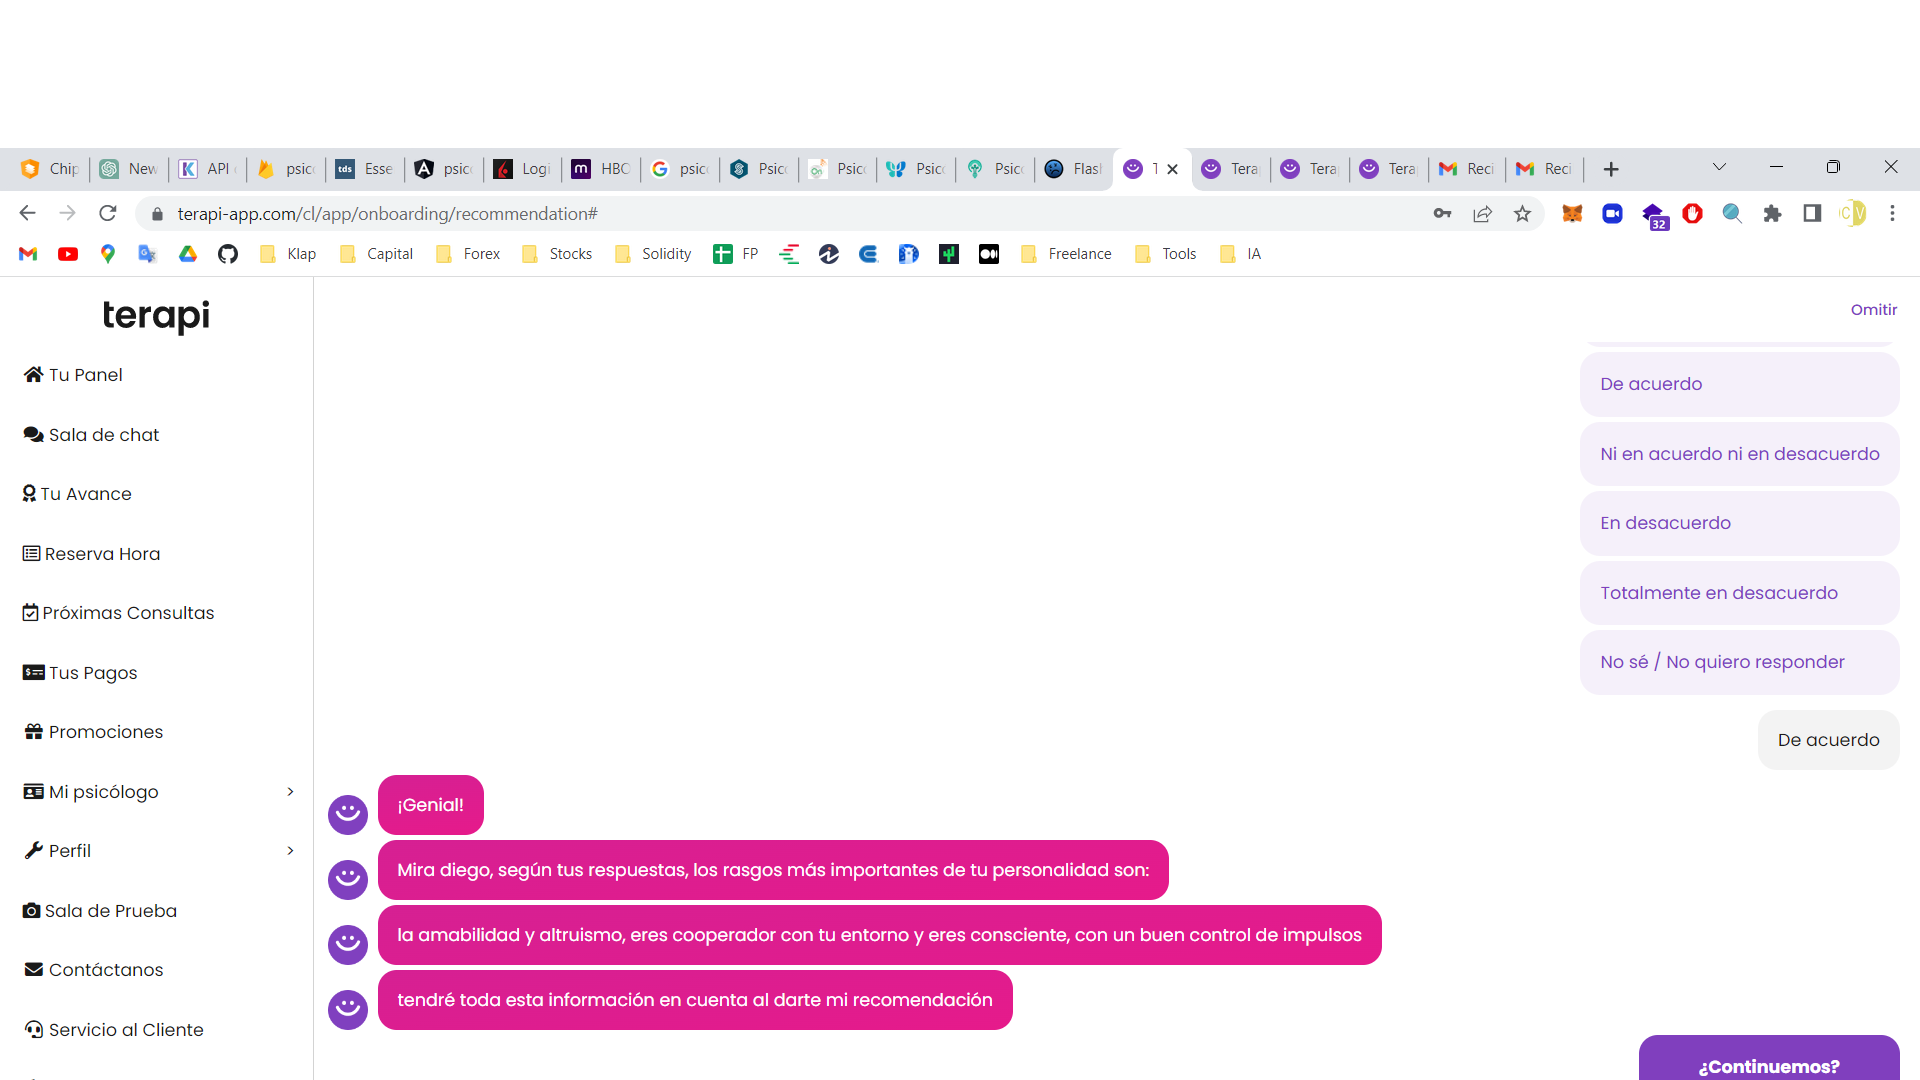 Chip
New
API
psic
Esse
psic
Logi
HBO
psic
Psic
Psic
Psic
Psic
Flas
T
Tera
Tera
Tera
Reci
Reci
terapi-app.com/cl/app/onboarding/recommendation#
32
CV
Klap
Capital
Forex
Stocks
Solidity
FP
Freelance
Tools
IA
terapi
Omitir
Tu Panel
Sala de chat
Tu Avance
Reserva Hora
Próximas Consultas
Tus Pagos
Promociones
Mi psicólogo
Perfil
Sala de Prueba
Contáctanos
Servicio al Cliente
De acuerdo
Ni en acuerdo ni en desacuerdo
En desacuerdo
Totalmente en desacuerdo
No sé / No quiero responder
De acuerdo
¡Genial!
Mira diego, según tus respuestas, los rasgos más importantes de tu personalidad son:
la amabilidad y altruismo, eres cooperador con tu entorno y eres consciente, con un buen control de impulsos
tendré toda esta información en cuenta al darte mi recomendación
¿Continuemos?